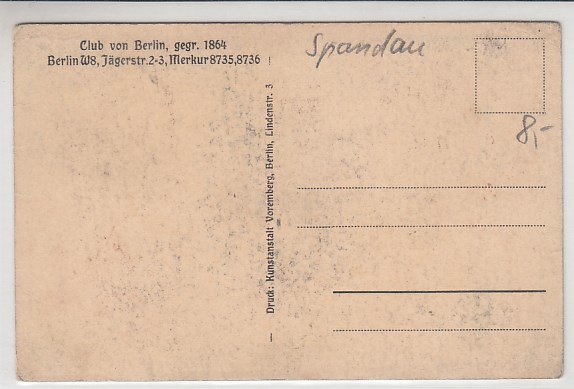 Club von Berlin, gegr. 1864
Berlin W8, Jägerstr. 2-3, Merkur 8735, 8736
Spandau
8,-
Druck: Kunstanstalt Voremberg, Berlin, Lindenstr. 3